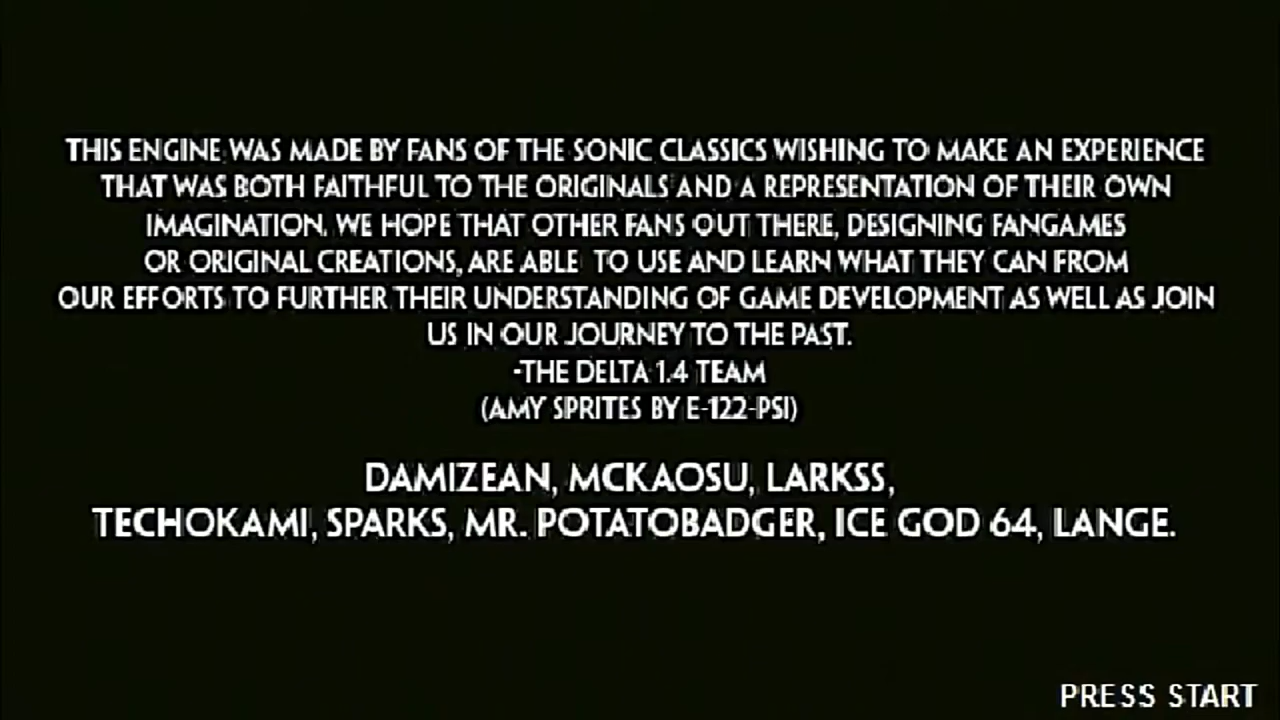 THIS ENGINE WAS MADE BY FANS OF THE SONIC CLASSICS WISHING TO MAKE AN EXPERIENCE
THAT WAS BOTH FAITHFUL TO THE ORIGINALS AND A REPRESENTATION OF THEIR OWN
IMAGINATION. WE HOPE THAT OTHER FANS OUT THERE, DESIGNING FANGAMES
OR ORIGINAL CREATIONS, ARE ABLE TO USE AND LEARN WHAT THEY CAN FROM
OUR EFFORTS TO FURTHER THEIR UNDERSTANDING OF GAME DEVELOPMENT AS WELL AS JOIN
US IN OUR JOURNEY TO THE PAST.
-THE DELTA 1.4 TEAM
(AMY SPRITES BY E-122-PSI)
DAMIZEAN, MCKAOSU, LARKSS,
TECHOKAMI, SPARKS, MR. POTATOBADGER, ICE GOD 64, LANGE.
PRESS START